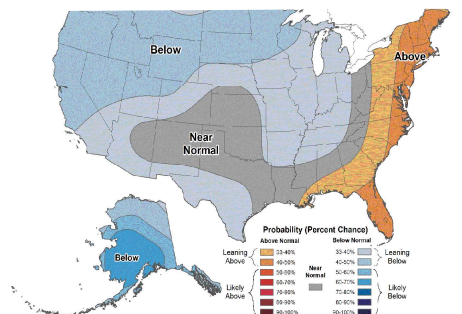 Below
Above
Near
Normal
Below
Probability (Percent Chance)
Above Normal
Below Normal
Leaning
Above
33-40%
40-50%
50-60%
60-70%
70-80%
80-90%
90-100%
Likely
Above
Near
Normal
33-40%
40-50%
50-60%
60-70%
70-80%
80-90%
90-100%
Leaning
Below
Likely
Below